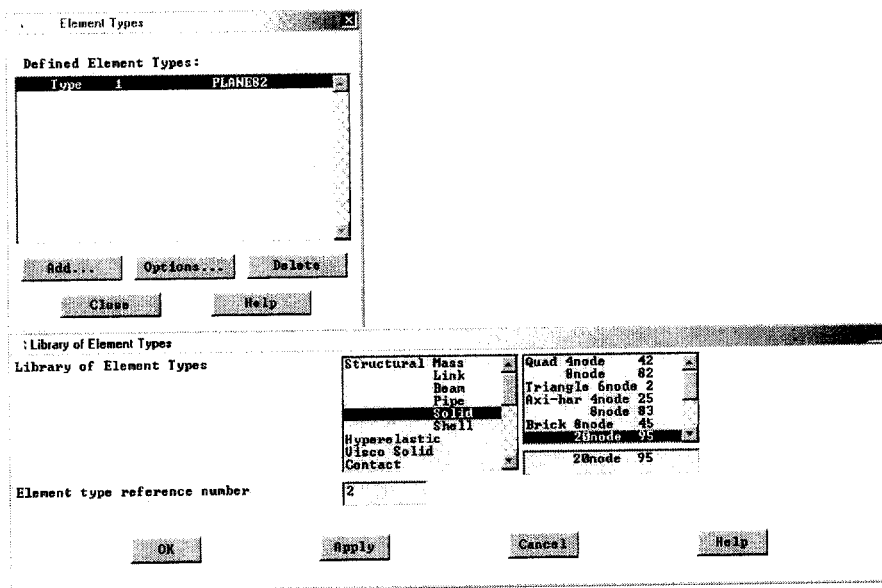 Element Types
Defined Element Types:
Type 1 PLANE82
Add... Options... Delete
Close Help
Library of Element Types
Library of Element Types
Structural Mass
Link
Beam
Pipe
Solid
Shell
Hyperelastic
Visco Solid
Contact
Quad 4node 42
8node 82
Triangle 6node 2
Axi-har 4node 25
8node 83
Brick 8node 45
20node 95
20node 95
Element type reference number
2
OK Apply Cancel Help